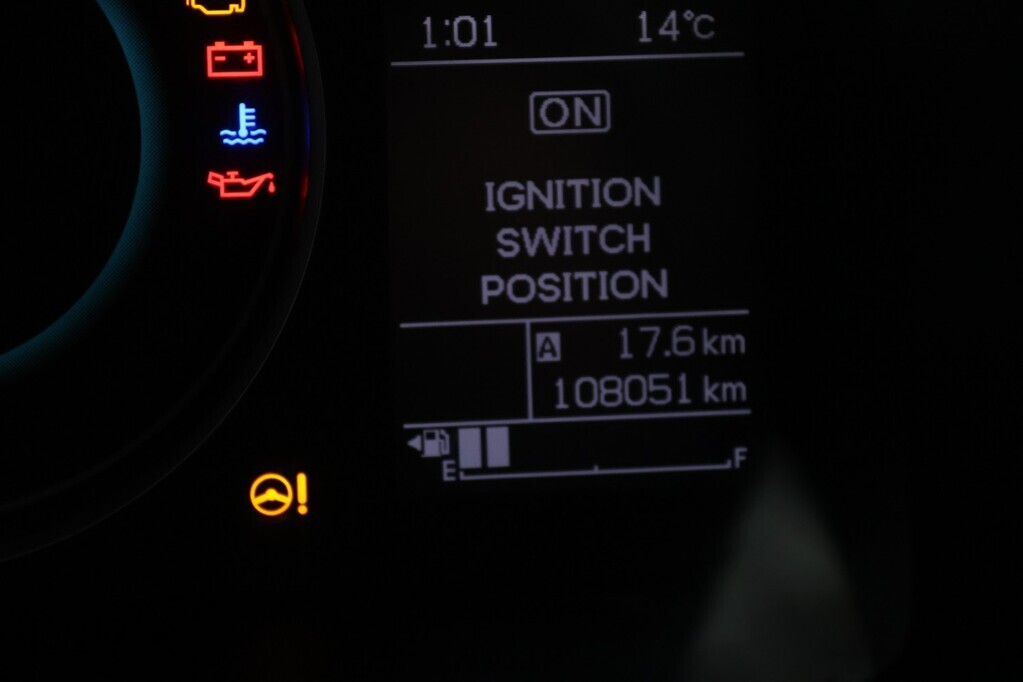 1:01 14°C
ON
IGNITION
SWITCH
POSITION
A 17.6 km
108051 km
E F